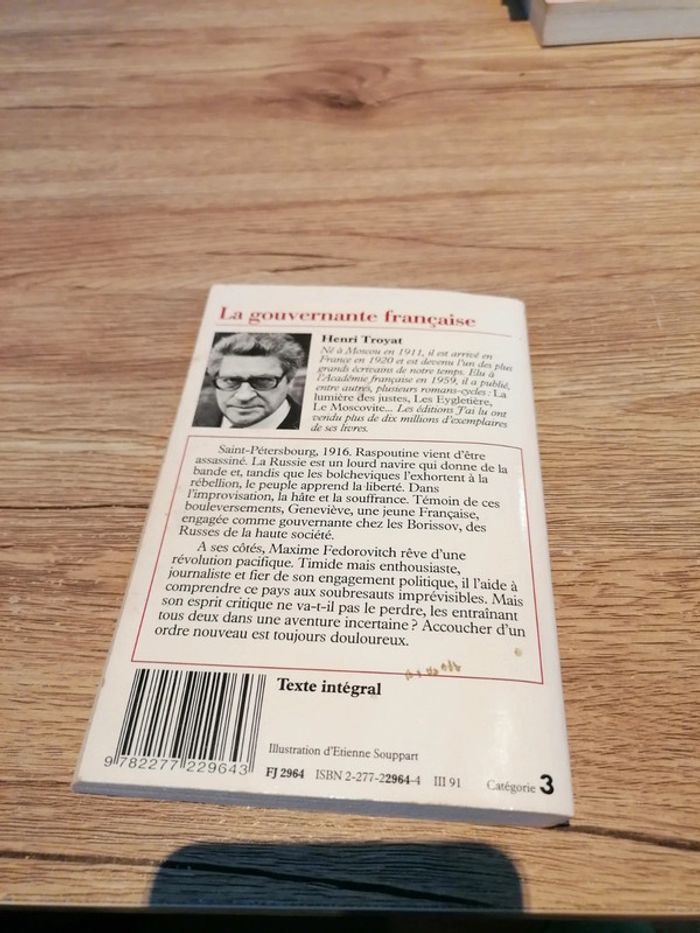 La gouvernante française
Henri Troyat
Né à Moscou en 1911, il est arrivé en
France en 1920 et est devenu l'un des plus
grands écrivains de notre temps. Elu à
l'Académie française en 1959, il a publié,
entre autres, plusieurs romans-cycles : La
lumière des justes, Les Eygletière,
Le Moscovite... Les éditions J'ai lu ont
vendu plus de dix millions d'exemplaires
de ses livres.
Saint-Pétersbourg, 1916. Raspoutine vient d'être
assassiné. La Russie est un lourd navire qui donne de la
bande et, tandis que les bolcheviques l'exhortent à la
rébellion, le peuple apprend la liberté. Dans
l'improvisation, la hâte et la souffrance. Témoin de ces
bouleversements, Geneviève, une jeune Française,
engagée comme gouvernante chez les Borissov, des
Russes de la haute société.
A ses côtés, Maxime Fedorovitch rêve d'une
révolution pacifique. Timide mais enthousiaste,
journaliste et fier de son engagement politique, il l'aide à
comprendre ce pays aux soubresauts imprévisibles. Mais
son esprit critique ne va-t-il pas le perdre, les entraînant
tous deux dans une aventure incertaine ? Accoucher d'un
ordre nouveau est toujours douloureux.
Texte intégral
Illustration d'Etienne Souppart
9 782277 229643
FJ 2964 ISBN 2-277-22964-4 III 91 Catégorie 3